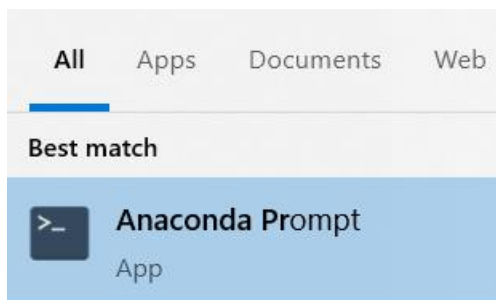 All Apps Documents Web
Best match
>_ Anaconda Prompt
App